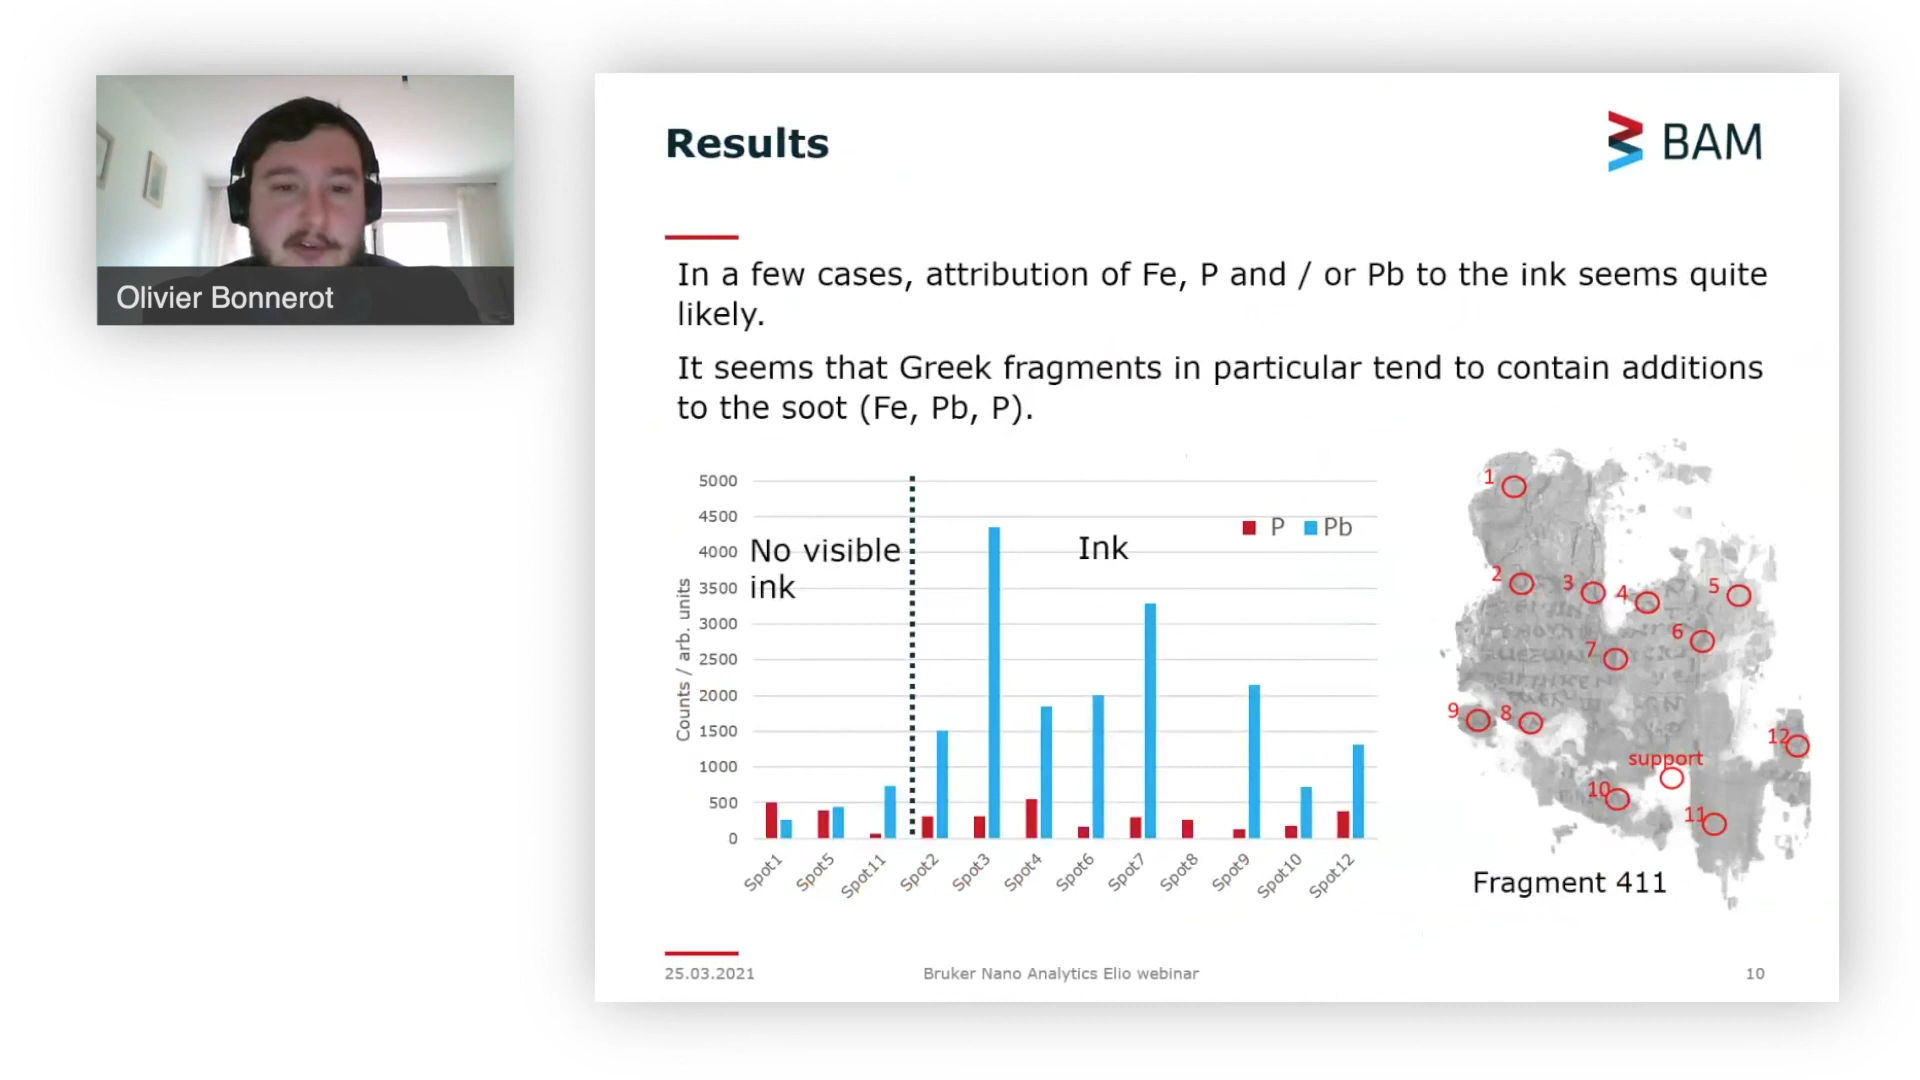 Olivier Bonnerot
Results
BAM
In a few cases, attribution of Fe, P and / or Pb to the ink seems quite
likely.
It seems that Greek fragments in particular tend to contain additions
to the soot (Fe, Pb, P).
Counts / arb. units
5000
4500
4000
3500
3000
2500
2000
1500
1000
500
0
No visible
ink
Ink
P Pb
Spot1 Spot5 Spot11 Spot2 Spot3 Spot4 Spot6 Spot7 Spot8 Spot9 Spot10 Spot12
1
2 3 4 5
6
7
9 8
12
support
10
11
Fragment 411
25.03.2021 Bruker Nano Analytics Elio webinar 10